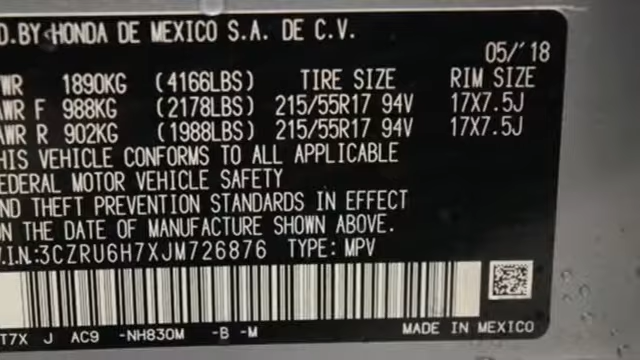 D.BY HONDA DE MEXICO S.A. DE C.V.
05/'18
WR 1890KG (4166LBS) TIRE SIZE RIM SIZE
AWR F 988KG (2178LBS) 215/55R17 94V 17X7.5J
AWR R 902KG (1988LBS) 215/55R17 94V 17X7.5J
HIS VEHICLE CONFORMS TO ALL APPLICABLE
EDERAL MOTOR VEHICLE SAFETY
ND THEFT PREVENTION STANDARDS IN EFFECT
ON THE DATE OF MANUFACTURE SHOWN ABOVE.
V.I.N:3CZRU6H7XJM726876 TYPE: MPV
T7X J AC9 -NH830M -B -M MADE IN MEXICO